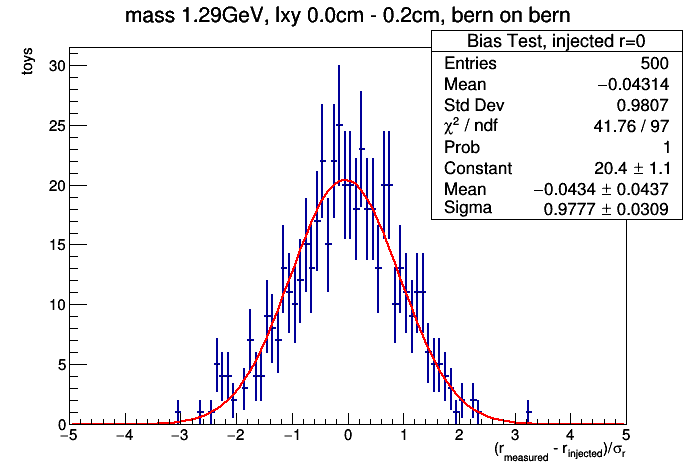 mass 1.29GeV, lxy 0.0cm - 0.2cm, bern on bern
Bias Test, injected r=0
Entries 500
Mean −0.04314
Std Dev 0.9807
χ² / ndf 41.76 / 97
Prob 1
Constant 20.4 ± 1.1
Mean −0.0434 ± 0.0437
Sigma 0.9777 ± 0.0309
toys
30
25
20
15
10
5
0
−5 −4 −3 −2 −1 0 1 2 3 4 5
(r_measured - r_injected)/σ_r